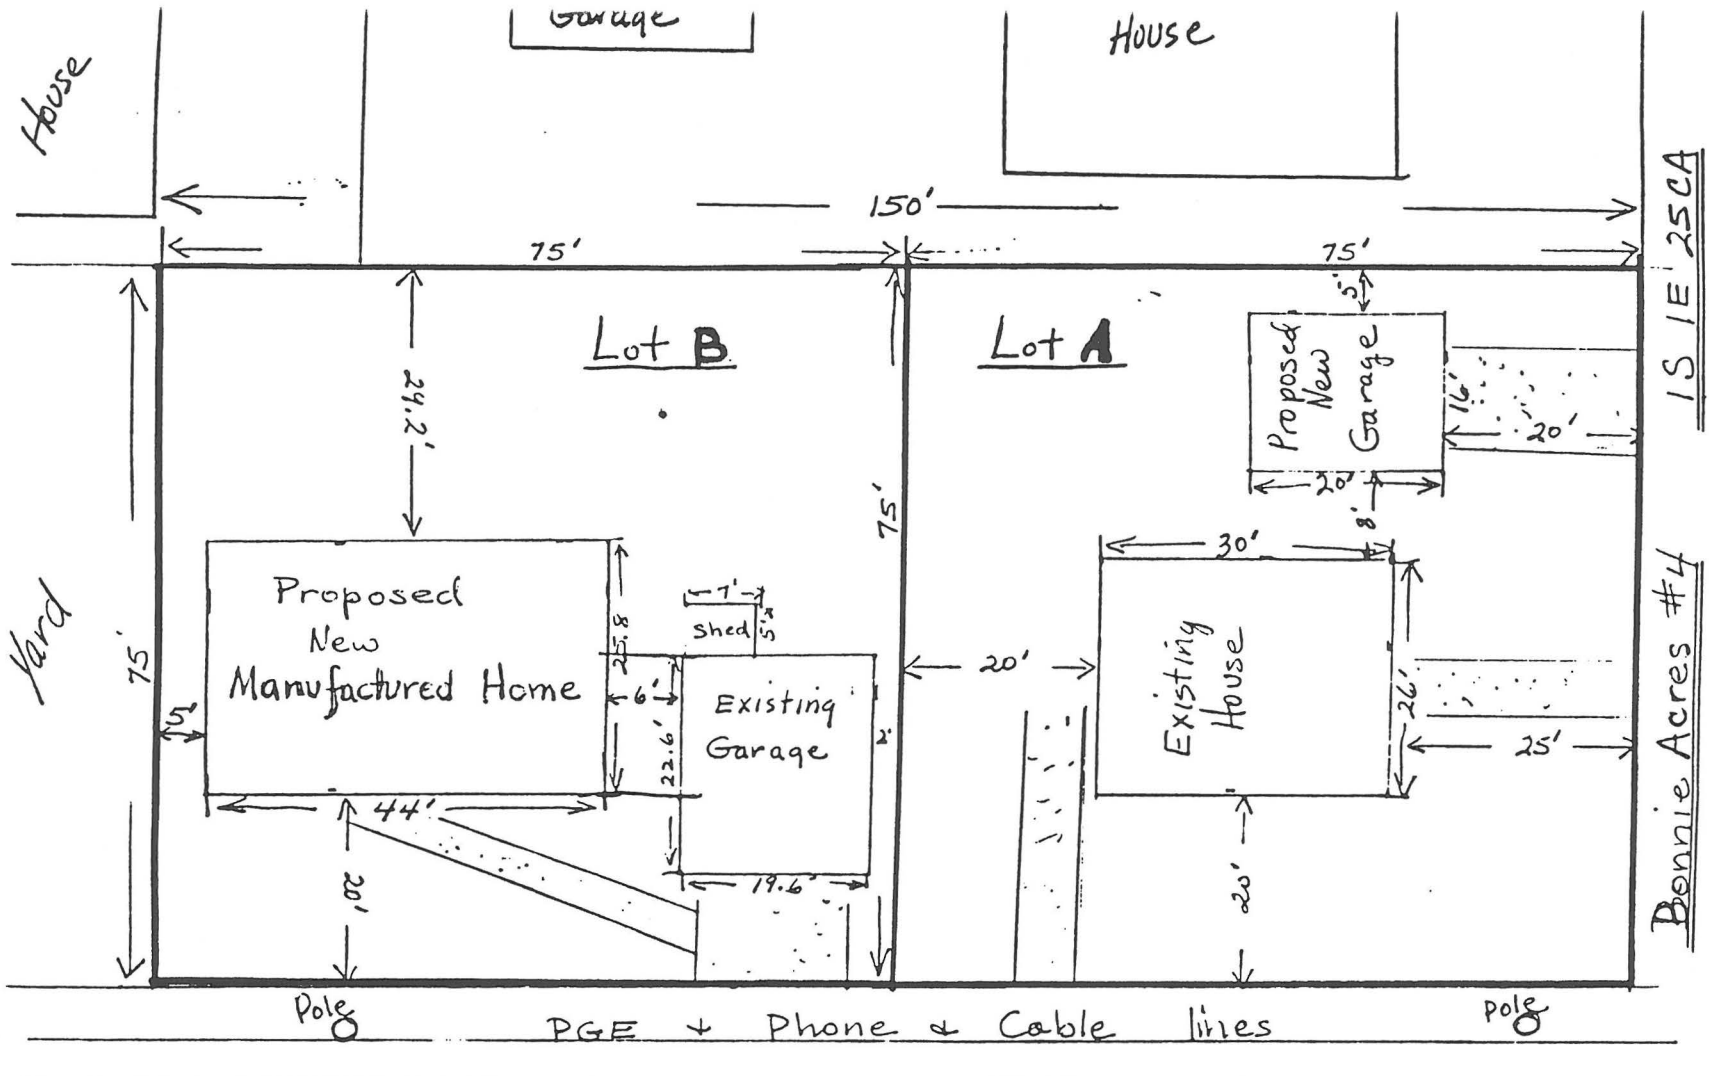 Garage
House
House
150'
75'
75'
1S 1E 25CA
5'
Lot B
Lot A
Proposed
New
Garage
16'
20'
29.2'
20'
75'
8'
30'
Proposed
New
Manufactured Home
25.8
7'
Shed
5'
Yard
75'
5'
6'
22.6'
Existing
Garage
2'
20'
Existing
House
26'
25'
Bonnie Acres #4
44'
20'
19.6'
20'
Pole
PGE & Phone & Cable lines
Pole